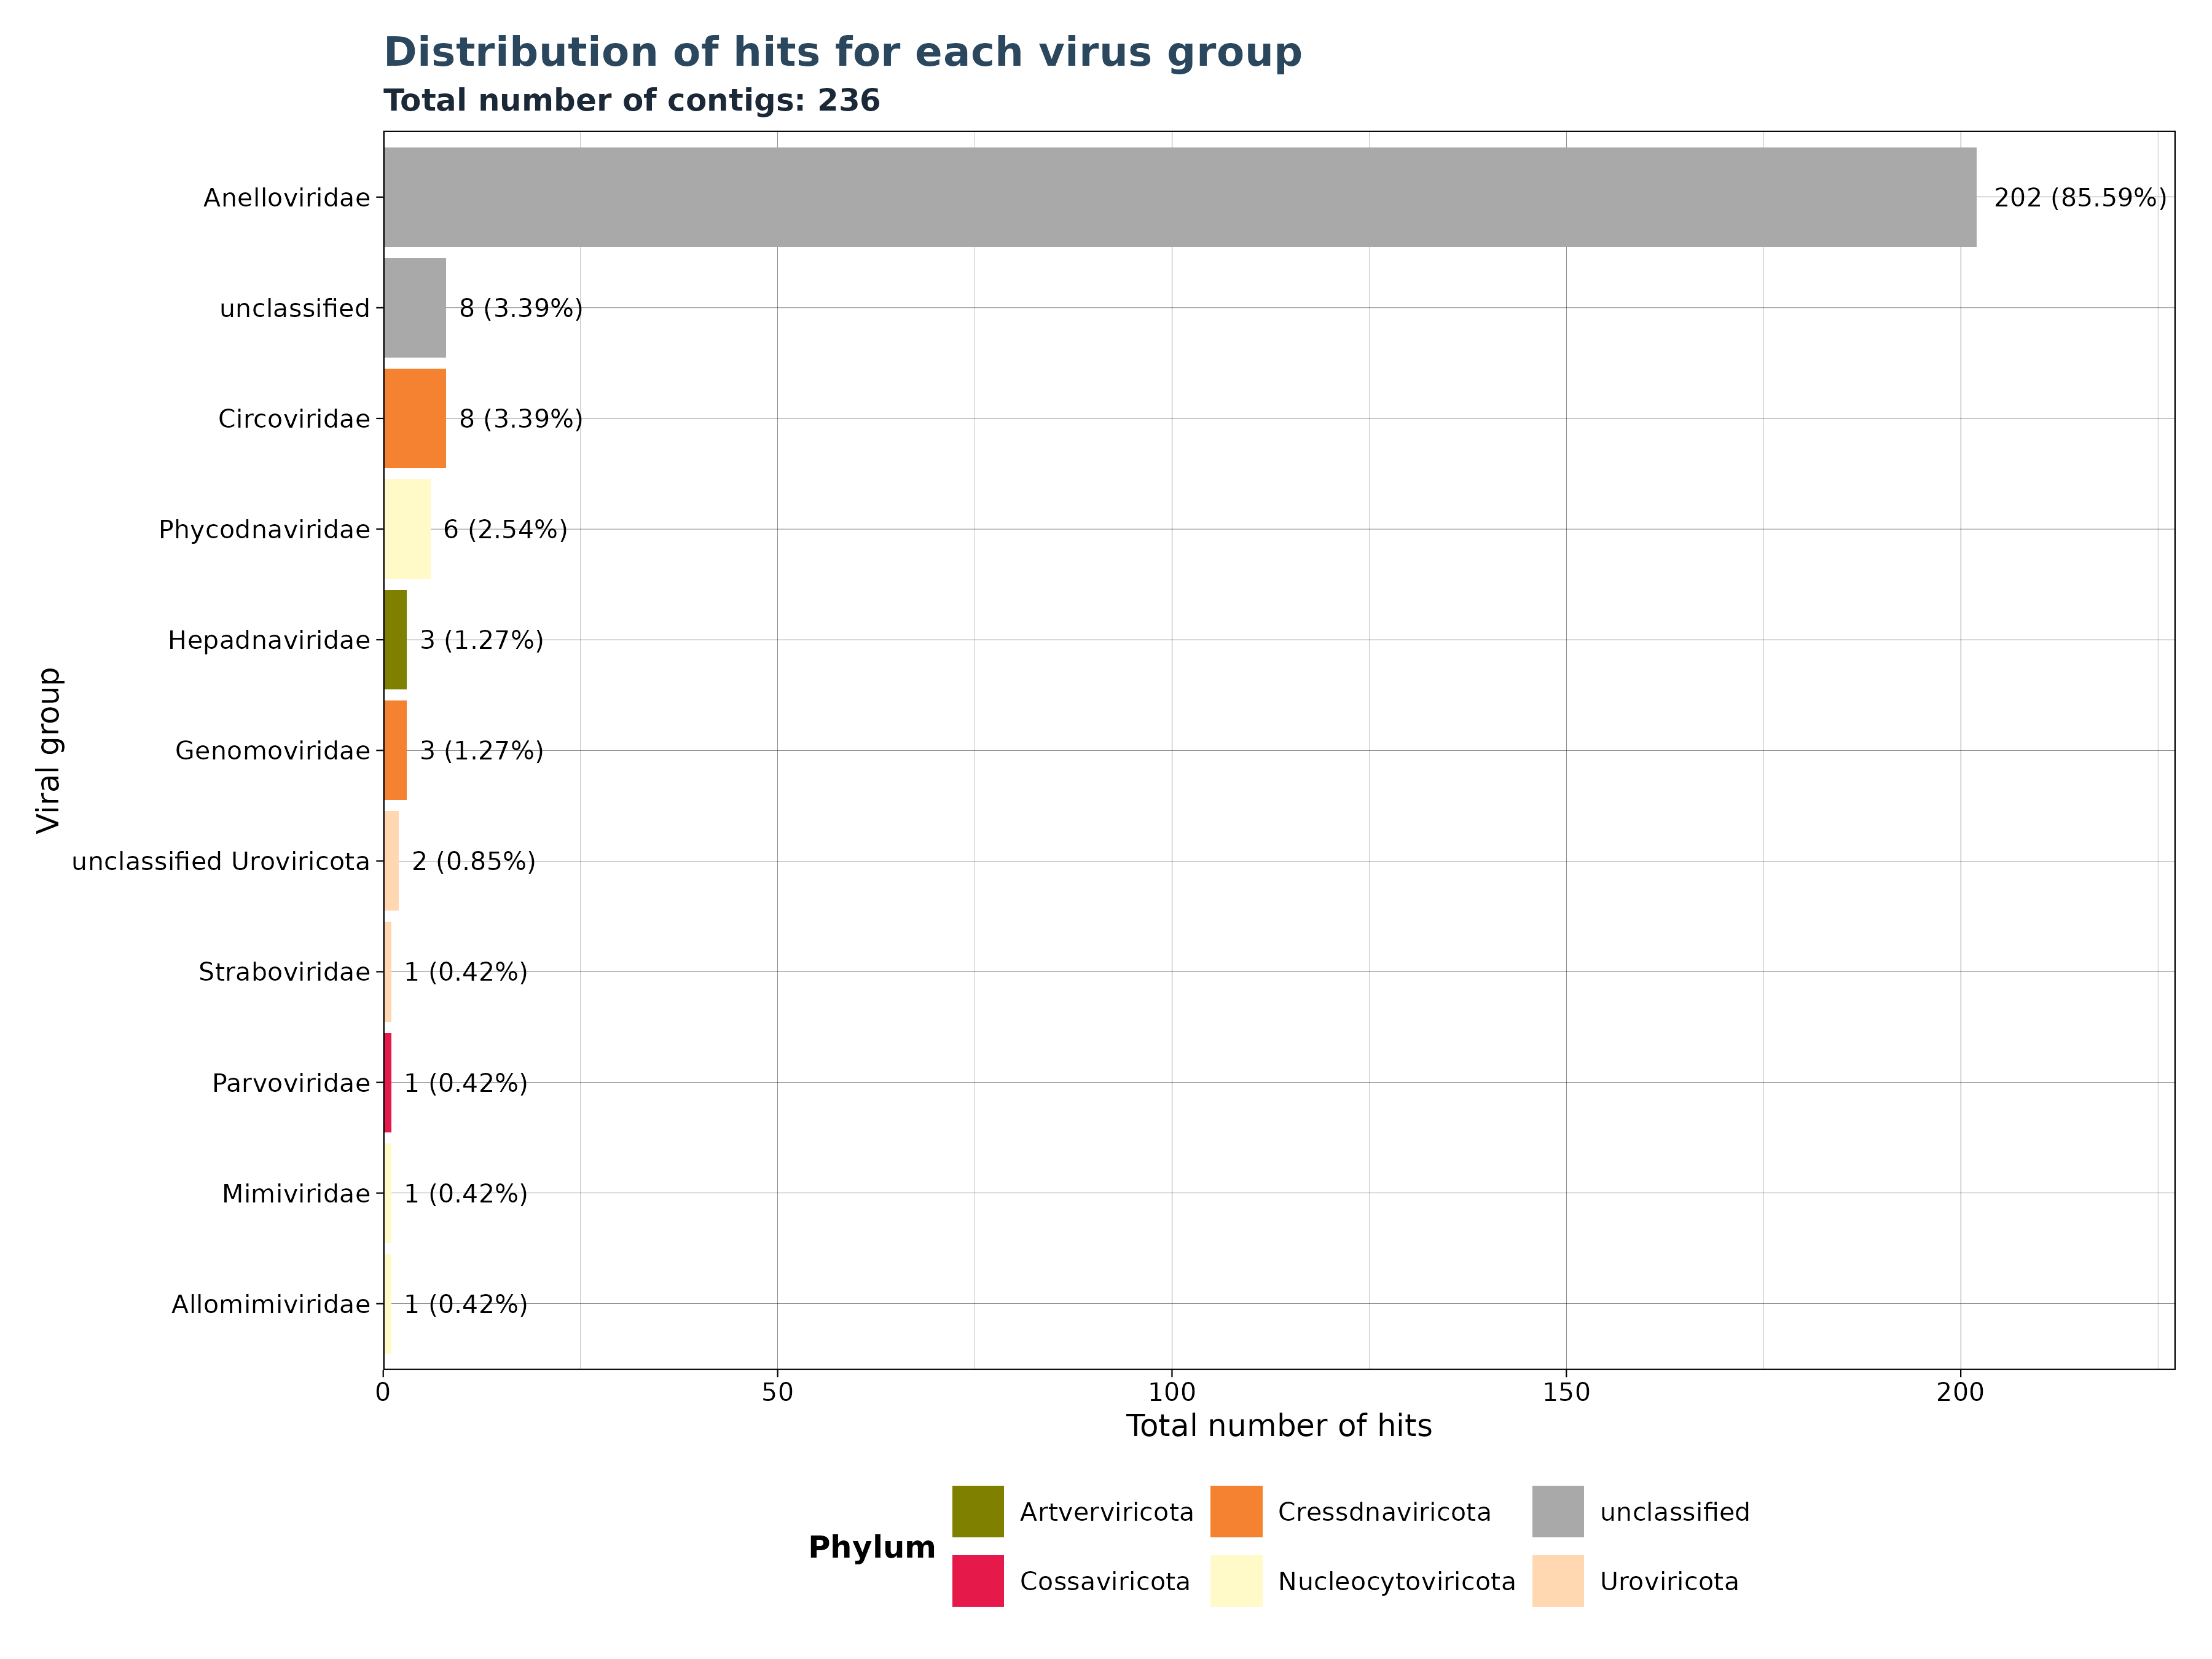 Distribution of hits for each virus group
Total number of contigs: 236
Viral group
Anelloviridae 202 (85.59%)
unclassified 8 (3.39%)
Circoviridae 8 (3.39%)
Phycodnaviridae 6 (2.54%)
Hepadnaviridae 3 (1.27%)
Genomoviridae 3 (1.27%)
unclassified Uroviricota 2 (0.85%)
Straboviridae 1 (0.42%)
Parvoviridae 1 (0.42%)
Mimiviridae 1 (0.42%)
Allomimiviridae 1 (0.42%)
0 50 100 150 200
Total number of hits
Phylum
Artverviricota Cressdnaviricota unclassified
Cossaviricota Nucleocytoviricota Uroviricota